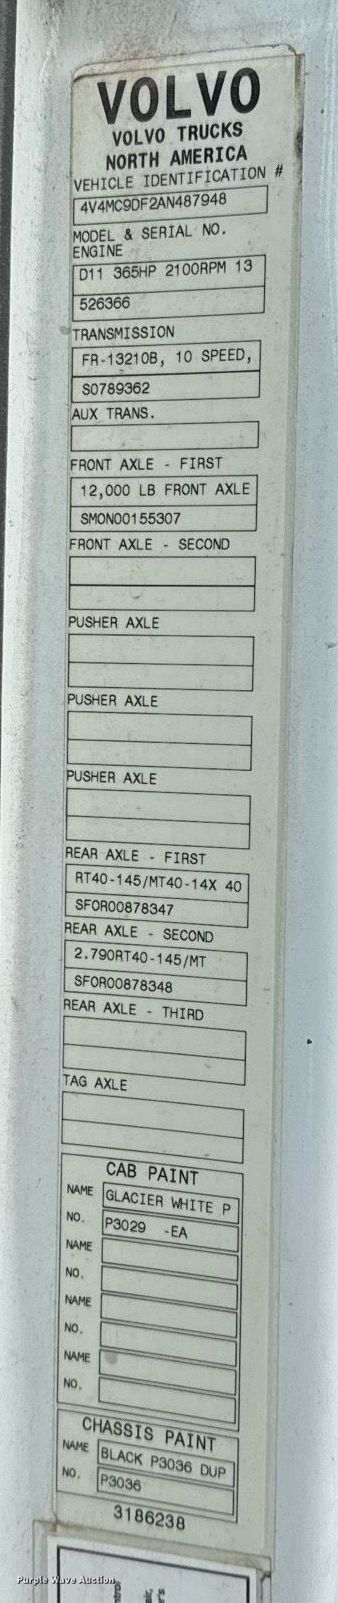 VOLVO
VOLVO TRUCKS
NORTH AMERICA
VEHICLE IDENTIFICATION #
4V4MC9DF2AN487948
MODEL & SERIAL NO.
ENGINE
D11 365HP 2100RPM 13
526366
TRANSMISSION
FR-13210B, 10 SPEED,
S0789362
AUX TRANS.
FRONT AXLE - FIRST
12,000 LB FRONT AXLE
SMON00155307
FRONT AXLE - SECOND
PUSHER AXLE
PUSHER AXLE
PUSHER AXLE
REAR AXLE - FIRST
RT40-145/MT40-14X 40
SFOR00878347
REAR AXLE - SECOND
2.790RT40-145/MT
SFOR00878348
REAR AXLE - THIRD
TAG AXLE
CAB PAINT
NAME GLACIER WHITE P
NO. P3029 -EA
NAME
NO.
NAME
NO.
NAME
NO.
CHASSIS PAINT
NAME BLACK P3036 DUP
NO. P3036
3186238
Purple Wave Auction